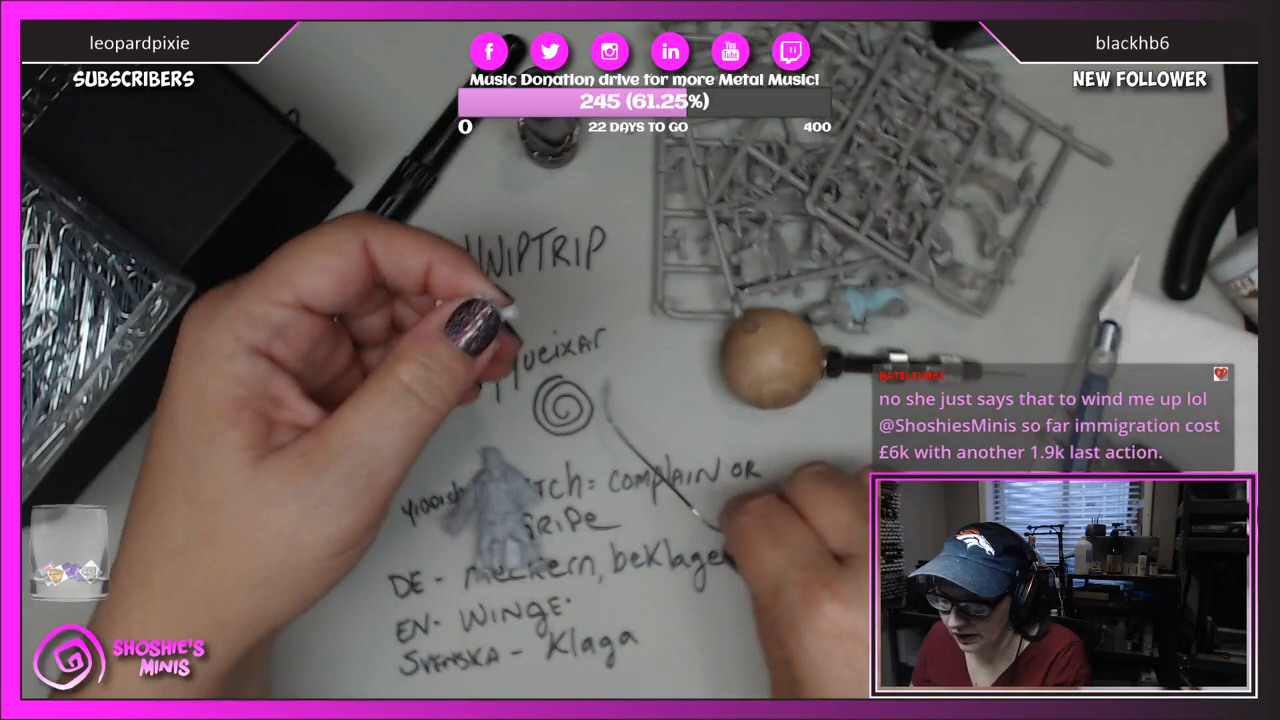 leopardpixie
SUBSCRIBERS
Music Donation drive for more Metal Music!
245 (61.25%)
0
22 DAYS TO GO
400
blackhb6
NEW FOLLOWER
WIPTRIP
ueixar
COMPLAIN OR
GRIPE
DE - meckern, beklagen
EN- WINGE.
SVENSKA - Klaga
no she just says that to wind me up lol
@ShoshiesMinis so far immigration cost
£6k with another 1.9k last action.
SHOSHIE'S
MINIS